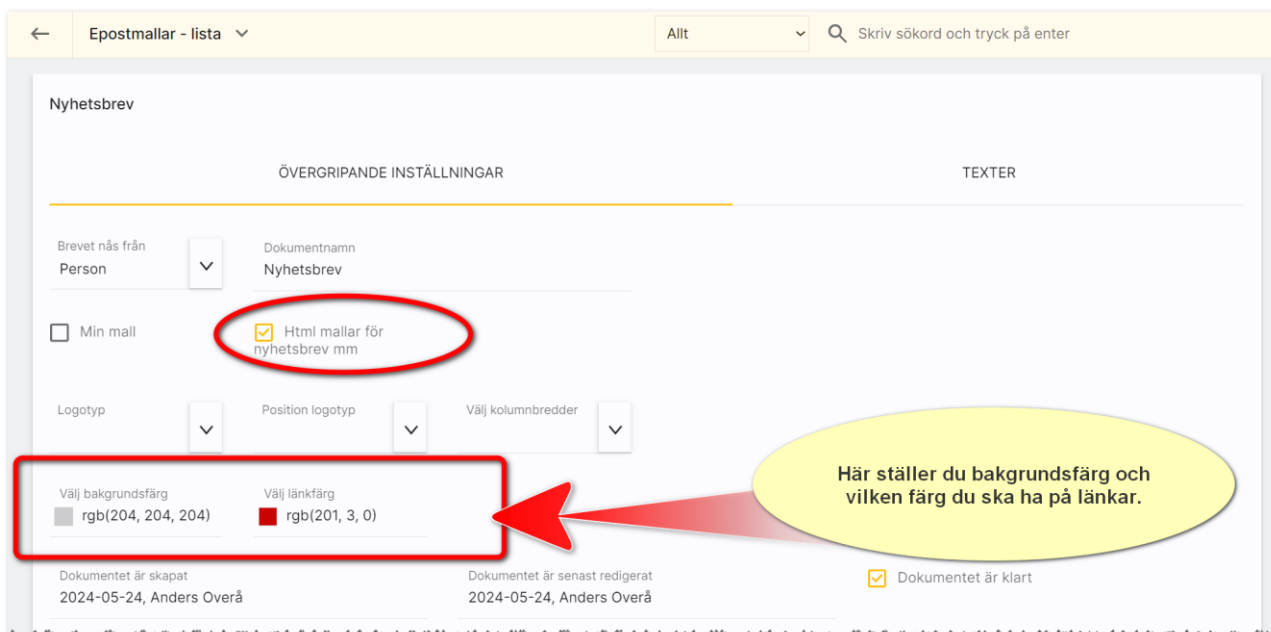 Epostmallar - lista
Allt
Skriv sökord och tryck på enter
Nyhetsbrev
ÖVERGRIPANDE INSTÄLLNINGAR
TEXTER
Brevet nås från
Person
Dokumentnamn
Nyhetsbrev
Min mall
Html mallar för
nyhetsbrev mm
Logotyp
Position logotyp
Välj kolumnbredder
Här ställer du bakgrundsfärg och
vilken färg du ska ha på länkar.
Välj bakgrundsfärg
rgb(204, 204, 204)
Välj länkfärg
rgb(201, 3, 0)
Dokumentet är skapat
2024-05-24, Anders Overå
Dokumentet är senast redigerat
2024-05-24, Anders Overå
Dokumentet är klart